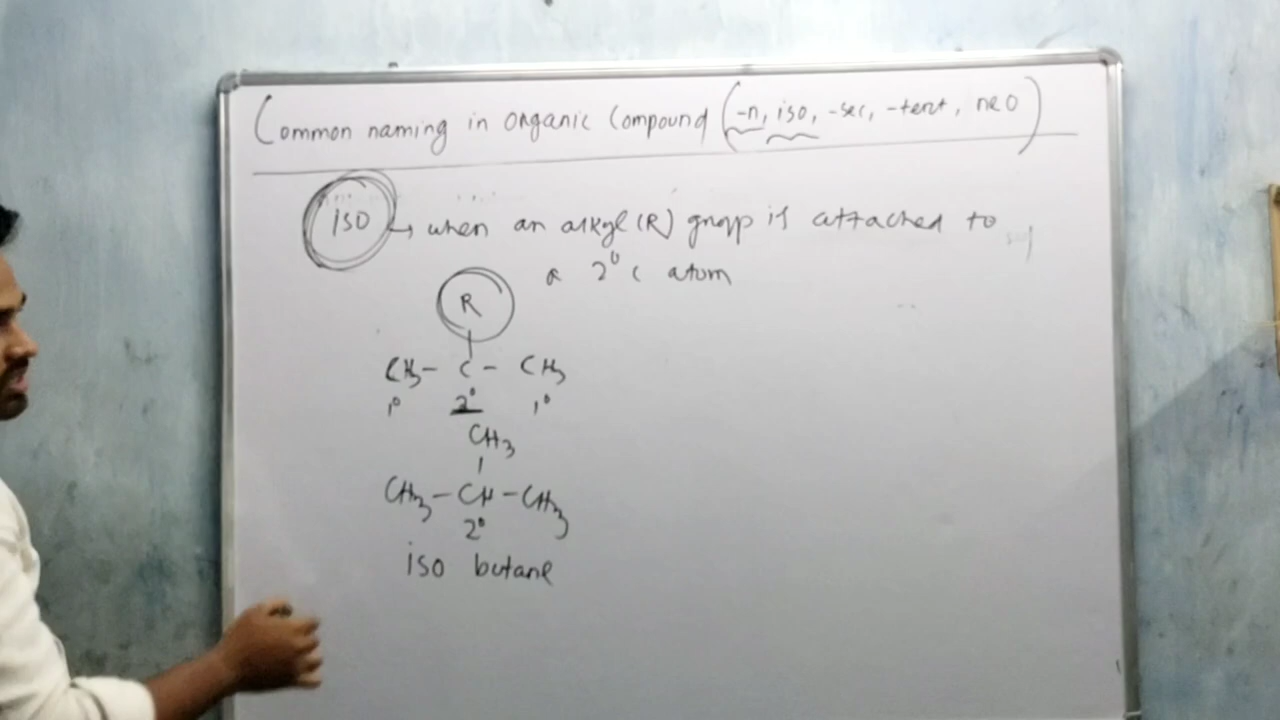 Common naming in organic Compound (-n, iso, -sec, -tert, neo)
iso → when an alkyl (R) group is attached to
a 2° C atom
R
CH3 - C - CH3
1° 2° 1°
CH3
CH3 - CH - CH3
2°
iso butane